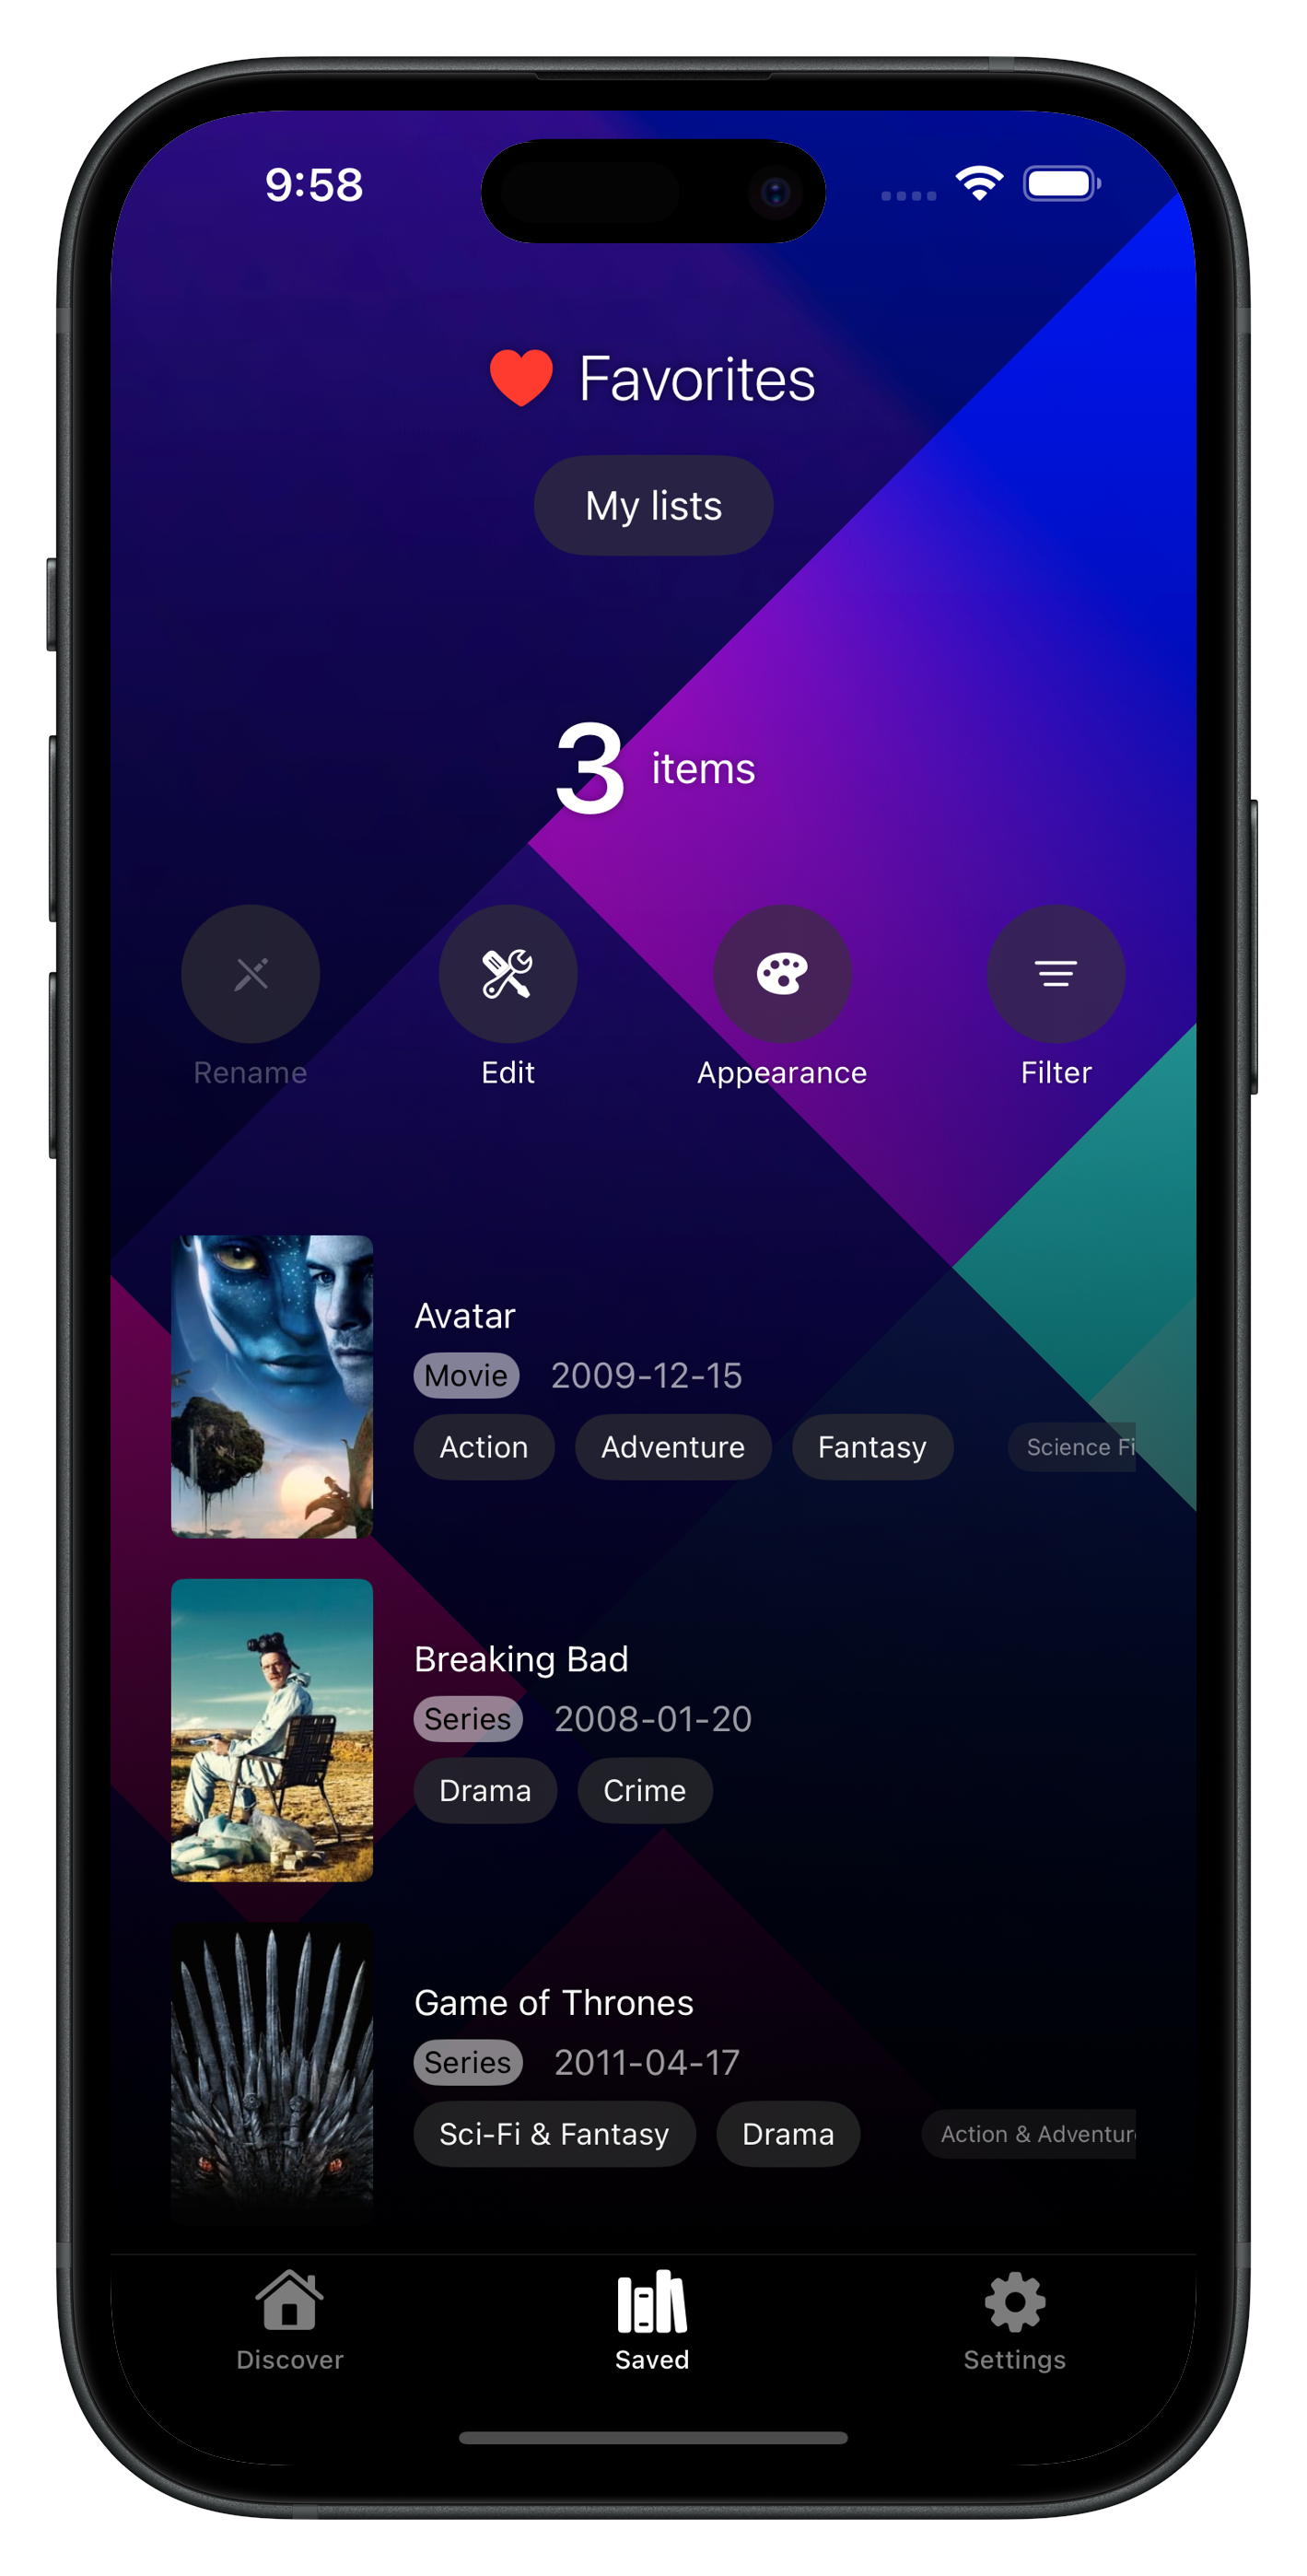 9:58
Favorites
My lists
3 items
Rename Edit Appearance Filter
Avatar
Movie 2009-12-15
Action Adventure Fantasy Science Fi
Breaking Bad
Series 2008-01-20
Drama Crime
Game of Thrones
Series 2011-04-17
Sci-Fi & Fantasy Drama Action & Adventur
Discover Saved Settings